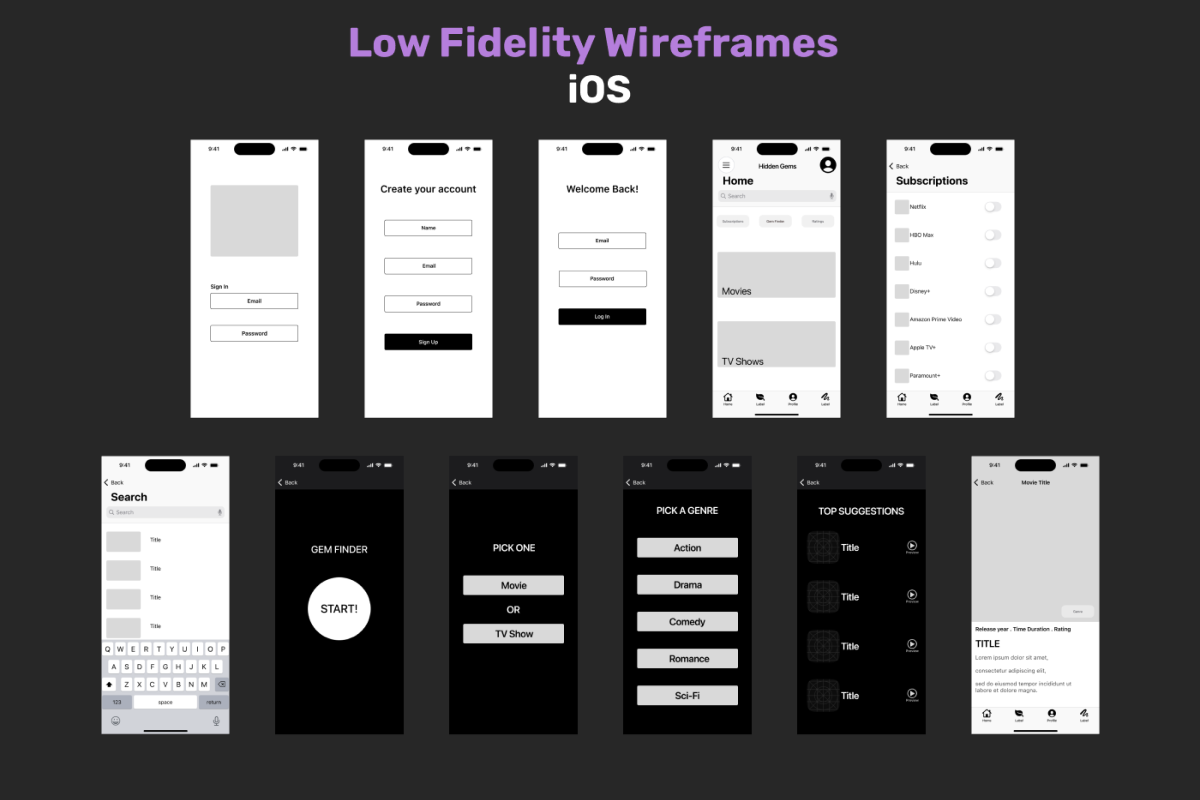 Low Fidelity Wireframes
iOS
9:41
Sign In
Email
Password
9:41
Create your account
Name
Email
Password
Sign Up
9:41
Welcome Back!
Email
Password
Log In
9:41
Hidden Gems
Home
Search
Subscriptions
Gem Finder
Ratings
Movies
TV Shows
Home
Label
Profile
Label
9:41
Back
Subscriptions
Netflix
HBO Max
Hulu
Disney+
Amazon Prime Video
Apple TV+
Paramount+
Home
Label
Profile
Label
9:41
Back
Search
Search
Title
Title
Title
Title
Q W E R T Y U I O P
A S D F G H J K L
Z X C V B N M
123 space return
9:41
Back
GEM FINDER
START!
9:41
Back
PICK ONE
Movie
OR
TV Show
9:41
Back
PICK A GENRE
Action
Drama
Comedy
Romance
Sci-Fi
9:41
Back
TOP SUGGESTIONS
Title
Preview
Title
Preview
Title
Preview
Title
Preview
9:41
Back
Movie Title
Release year . Time Duration . Rating
TITLE
Lorem ipsum dolor sit amet,
consectetur adipiscing elit,
sed do eiusmod tempor incididunt ut
labore et dolore magna.
Home
Label
Profile
Label